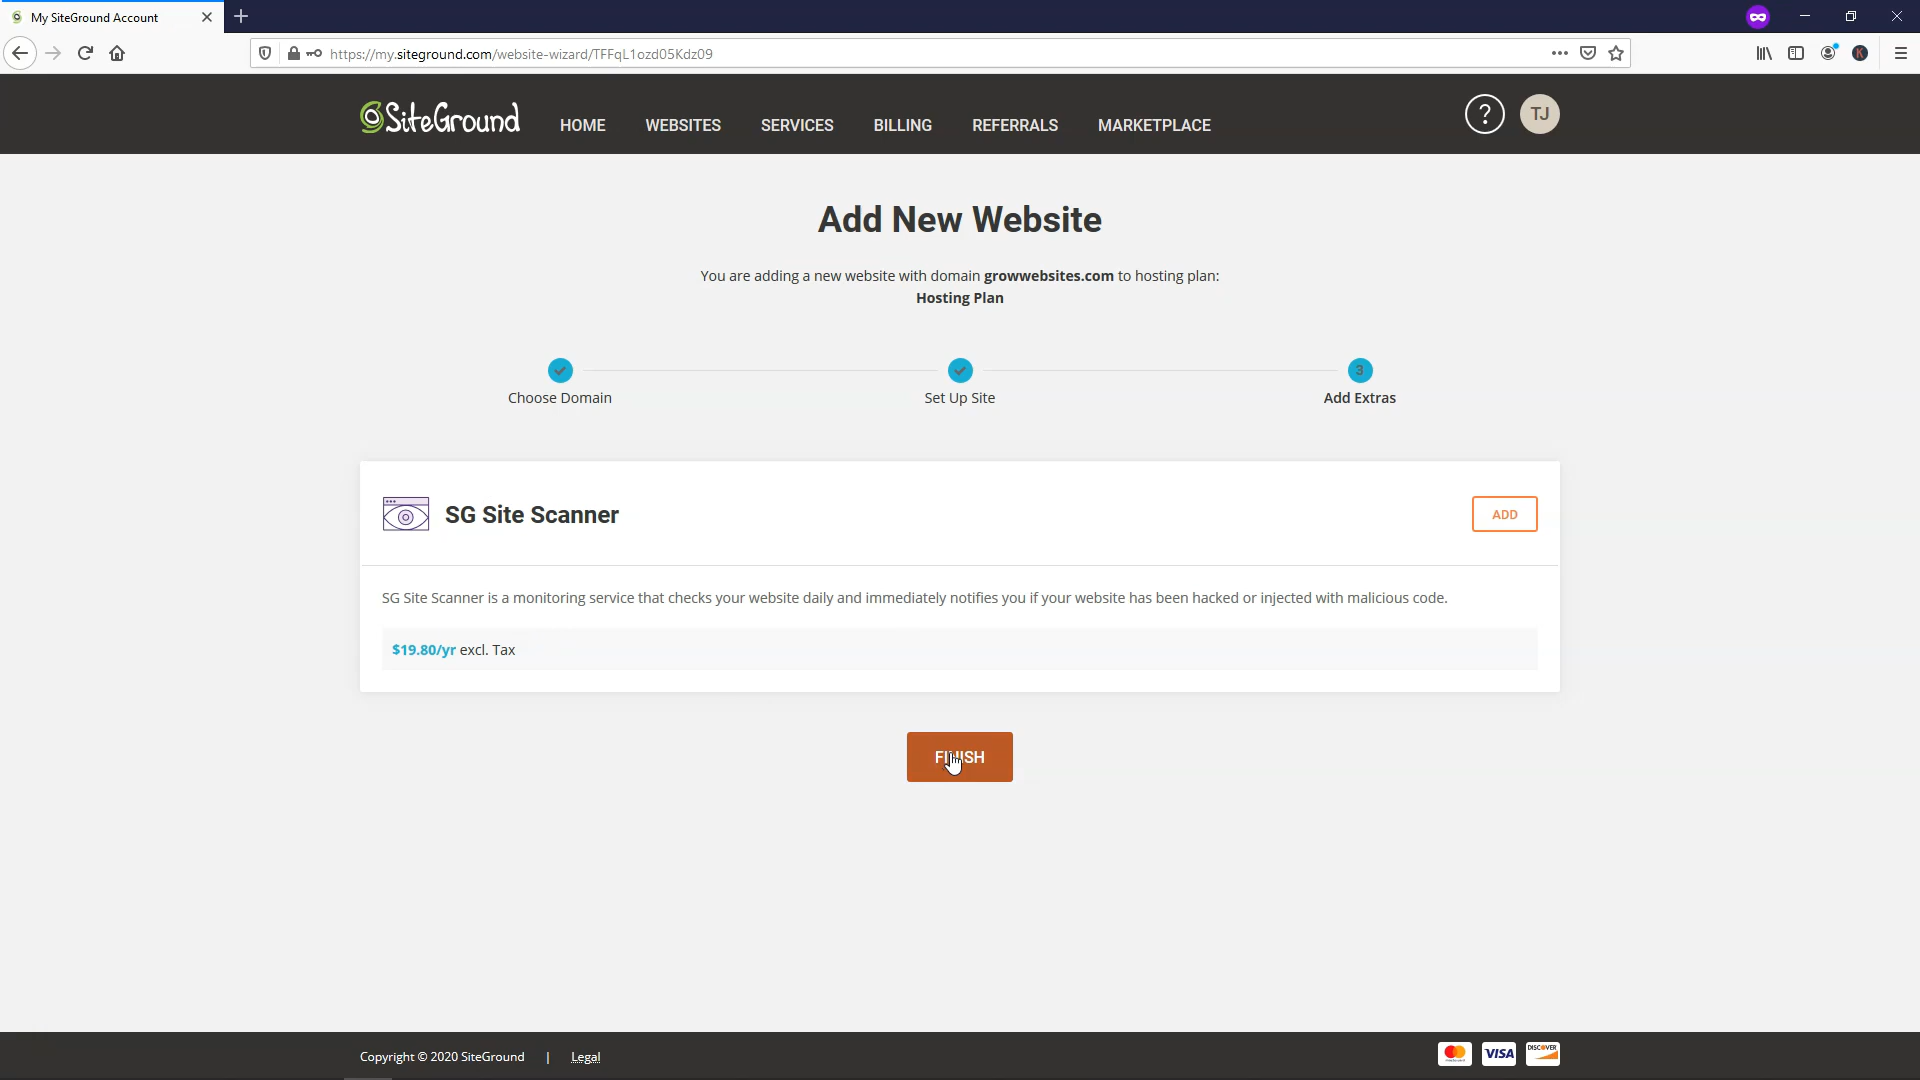 My SiteGround Account
https://my.siteground.com/website-wizard/TFFqL1ozd05Kdz09
K
SiteGround
HOME
WEBSITES
SERVICES
BILLING
REFERRALS
MARKETPLACE
?
TJ
Add New Website
You are adding a new website with domain growwebsites.com to hosting plan:
Hosting Plan
3
Choose Domain
Set Up Site
Add Extras
SG Site Scanner
ADD
SG Site Scanner is a monitoring service that checks your website daily and immediately notifies you if your website has been hacked or injected with malicious code.
$19.80/yr excl. Tax
FINISH
Copyright © 2020 SiteGround | Legal
VISA
DISCOVER